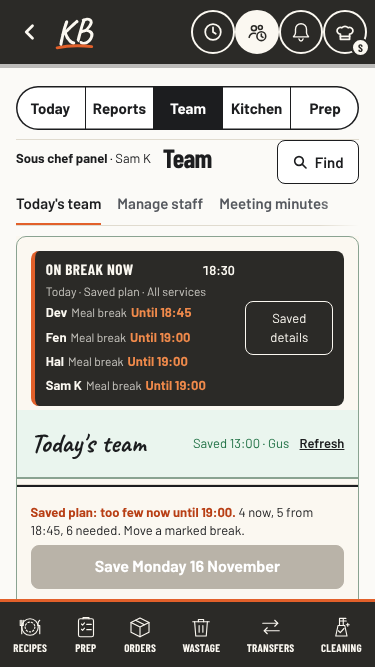 KB
S
Today Reports Team Kitchen Prep
Sous chef panel · Sam K Team Find
Today's team Manage staff Meeting minutes
ON BREAK NOW 18:30
Today · Saved plan · All services
Dev Meal break Until 18:45
Fen Meal break Until 19:00
Hal Meal break Until 19:00
Sam K Meal break Until 19:00
Saved
details
Today's team Saved 13:00 · Gus Refresh
Saved plan: too few now until 19:00. 4 now, 5 from
18:45, 6 needed. Move a marked break.
Save Monday 16 November
RECIPES PREP ORDERS WASTAGE TRANSFERS CLEANING